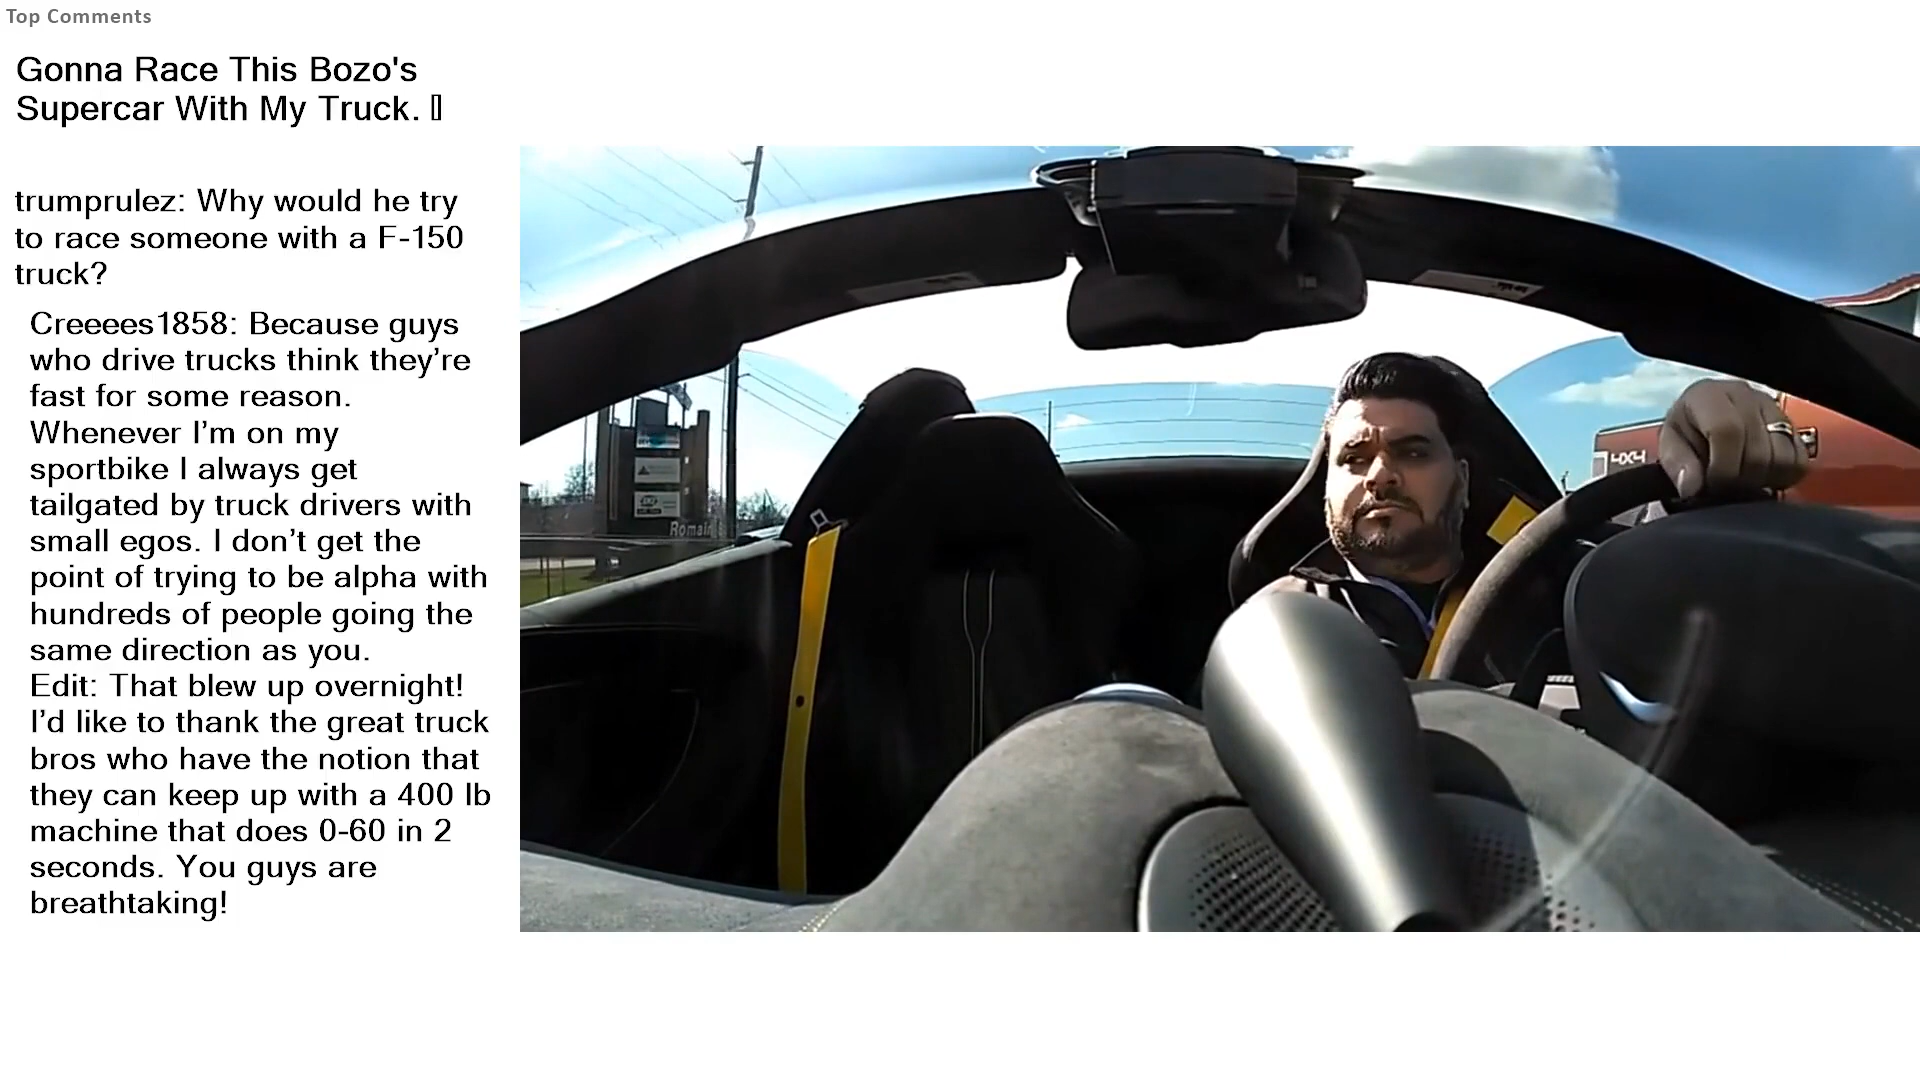 Top Comments
Gonna Race This Bozo's
Supercar With My Truck.
trumprulez: Why would he try
to race someone with a F-150
truck?
Creeees1858: Because guys
who drive trucks think they’re
fast for some reason.
Whenever I’m on my
sportbike I always get
tailgated by truck drivers with
small egos. I don’t get the
point of trying to be alpha with
hundreds of people going the
same direction as you.
Edit: That blew up overnight!
I’d like to thank the great truck
bros who have the notion that
they can keep up with a 400 lb
machine that does 0-60 in 2
seconds. You guys are
breathtaking!
4X4
Romain